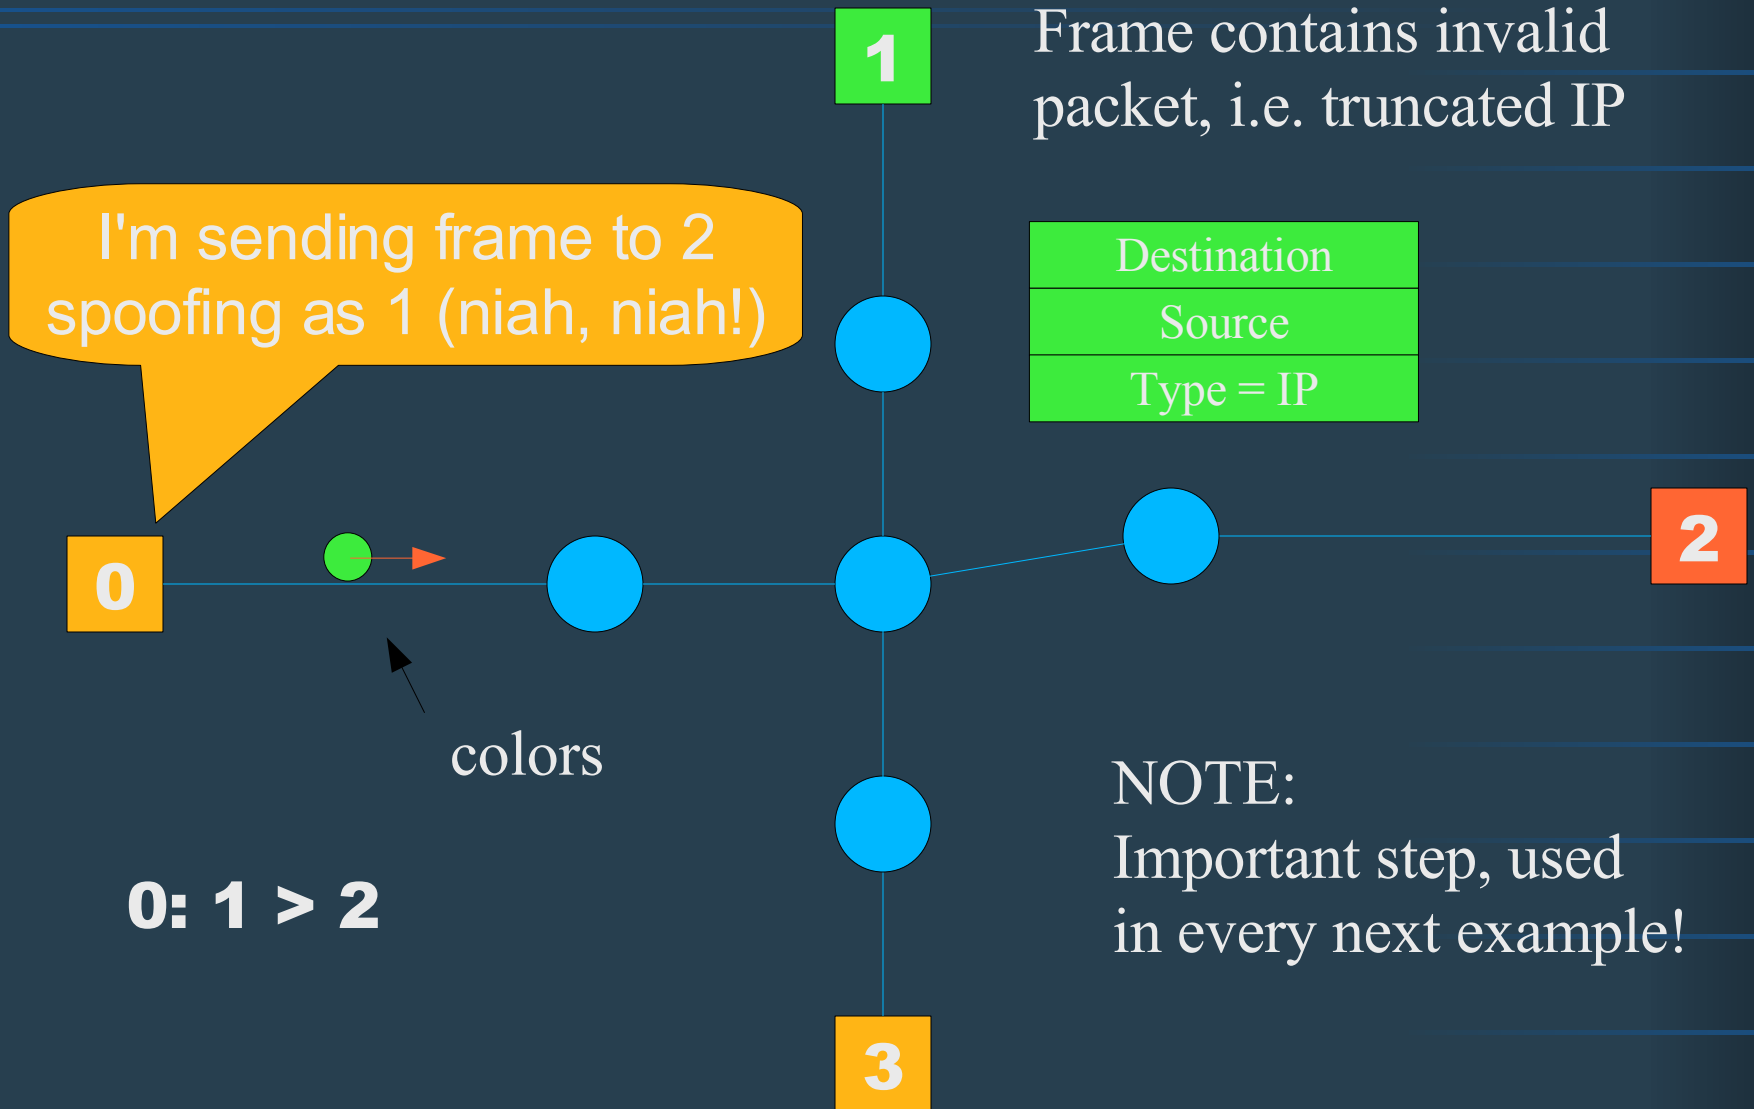 1
Frame contains invalid
packet, i.e. truncated IP
I'm sending frame to 2
spoofing as 1 (niah, niah!)
Destination
Source
Type = IP
0
2
colors
NOTE:
Important step, used
in every next example!
0: 1 > 2
3